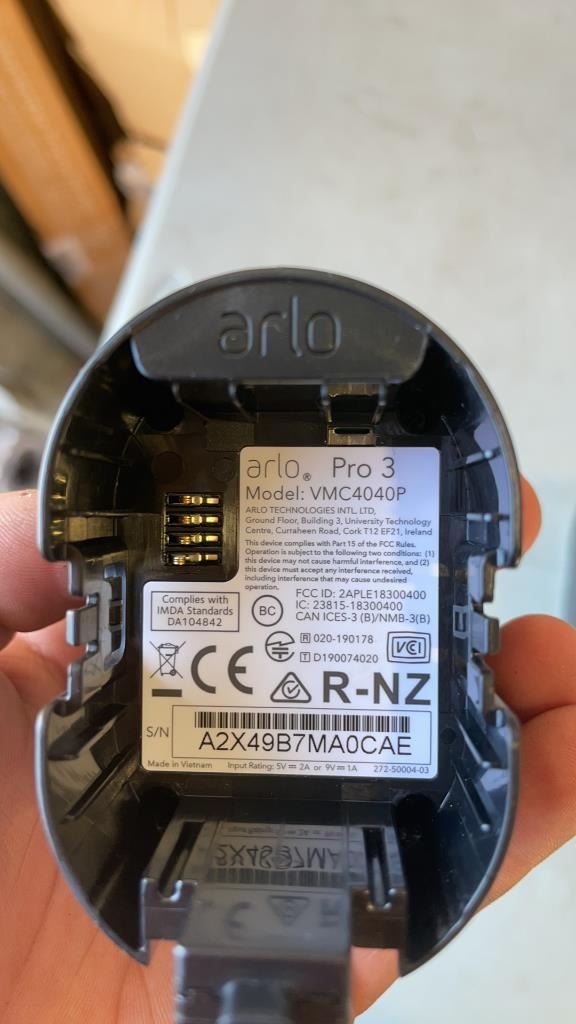 arlo
arlo® Pro 3
Model: VMC4040P
ARLO TECHNOLOGIES INTL LTD,
Ground Floor, Building 3, University Technology
Centre, Curraheen Road, Cork T12 EF21, Ireland
This device complies with Part 15 of the FCC Rules.
Operation is subject to the following two conditions: (1)
this device may not cause harmful interference, and (2)
this device must accept any interference received,
including interference that may cause undesired
operation.
FCC ID: 2APLE18300400
IC: 23815-18300400
CAN ICES-3 (B)/NMB-3(B)
Complies with
IMDA Standards
DA104842
BC
R 020-190178
T D190074020
VCCI
CE
R-NZ
S/N
A2X49B7MA0CAE
Made in Vietnam Input Rating: 5V ⎓ 2A or 9V ⎓ 1A 272-50004-03